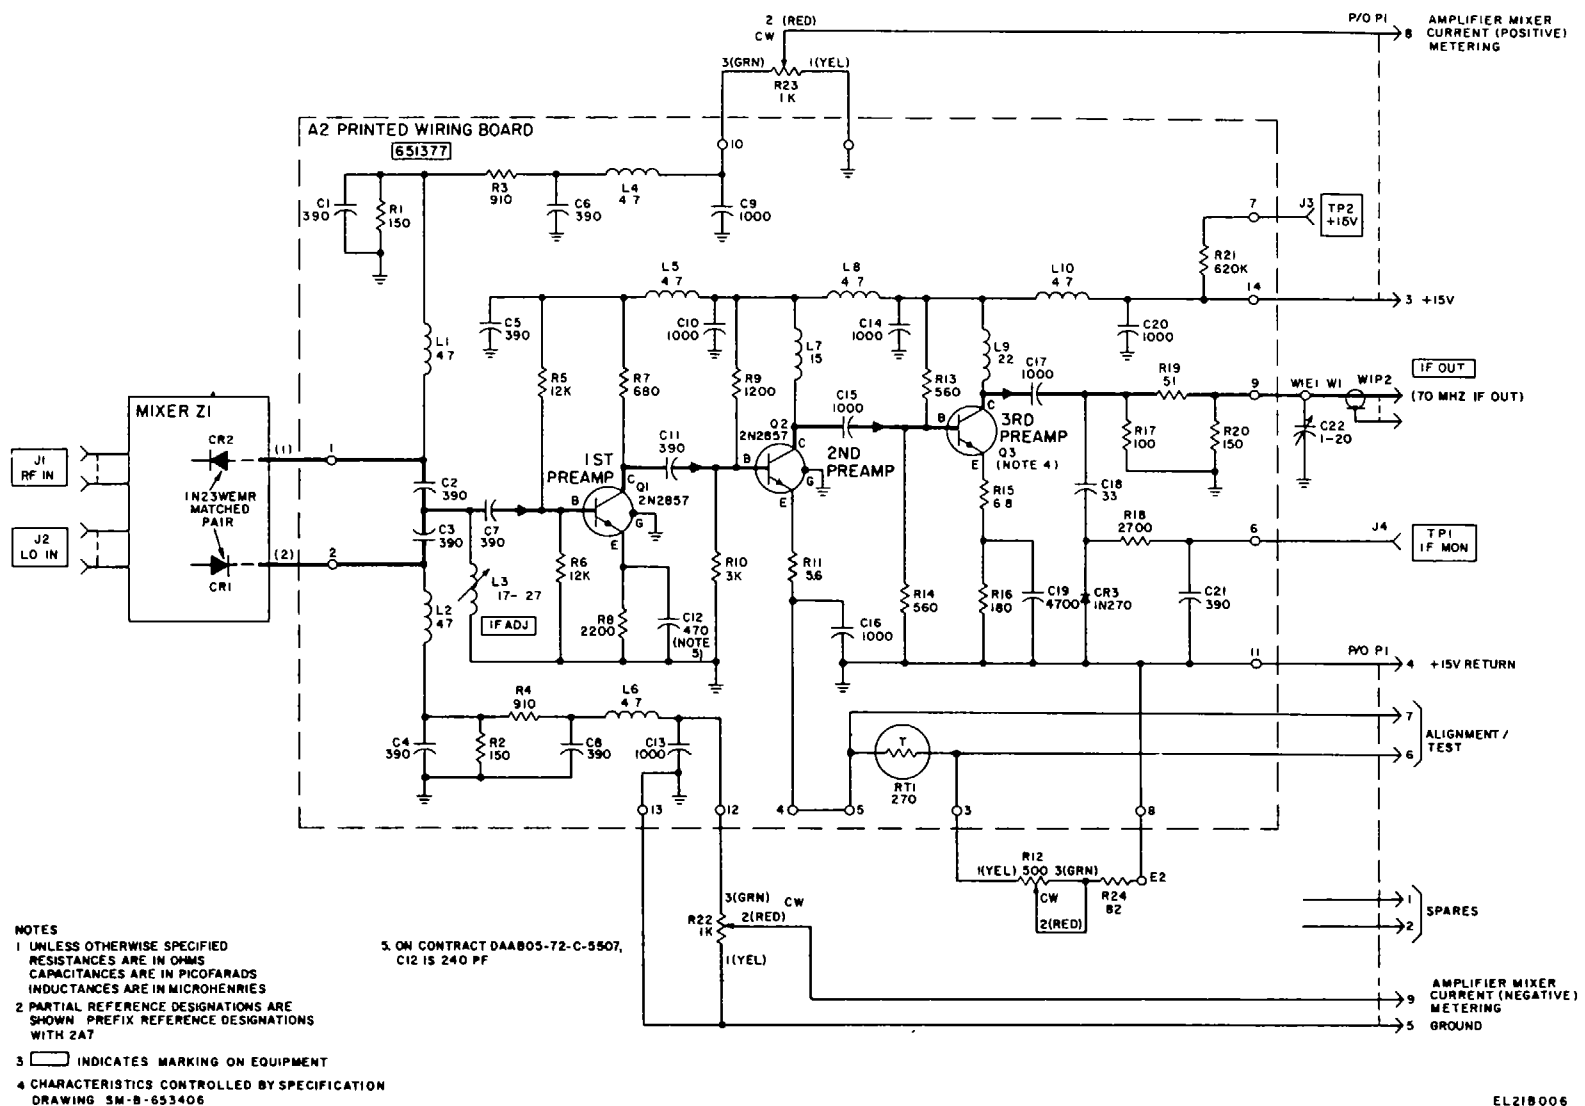 2 (RED)
CW
3(GRN)
1(YEL)
R23
1K
P/O P1
8
AMPLIFIER MIXER
CURRENT (POSITIVE)
METERING
A2 PRINTED WIRING BOARD
651377
10
C1
390
R1
150
R3
910
C6
390
L4
4 7
C9
1000
7
J3
TP2
+15V
R21
620K
14
3 +15V
L5
4 7
L8
4 7
L10
4 7
C5
390
C10
1000
C14
1000
C20
1000
L1
4 7
R5
12K
R7
680
R9
1200
L7
15
R13
560
L9
22
C17
1000
R19
51
9
W1E1 W1
W1P2
IF OUT
(70 MHZ IF OUT)
C22
1-20
R17
100
R20
150
MIXER Z1
CR2
1N23WEMR
MATCHED
PAIR
CR1
J1
RF IN
J2
LO IN
(1)
1
(2)
2
C2
390
C3
390
C7
390
1ST
PREAMP
B
C
Q1
2N2857
G
E
C11
390
B
Q2
2N2857
C
G
E
2ND
PREAMP
C15
1000
B
C
E
3RD
PREAMP
Q3
(NOTE 4)
R15
6 8
C18
33
R18
2700
6
J4
TP1
IF MON
L3
17- 27
IF ADJ
R6
12K
R8
2200
C12
470
(NOTE
5)
R10
3K
R11
56
C16
1000
R14
560
R16
180
C19
4700
CR3
1N270
C21
390
L2
47
11
P/O P1
4 +15V RETURN
R4
910
L6
4 7
C4
390
R2
150
C8
390
C13
1000
T
RT1
270
7
6
ALIGNMENT /
TEST
13
12
4
5
3
8
R12
1(YEL) 500 3(GRN)
CW
2(RED)
R24
82
E2
3(GRN)
CW
2(RED)
R22
1K
1(YEL)
1
2
SPARES
9
AMPLIFIER MIXER
CURRENT (NEGATIVE)
METERING
5 GROUND
NOTES
1 UNLESS OTHERWISE SPECIFIED
RESISTANCES ARE IN OHMS
CAPACITANCES ARE IN PICOFARADS
INDUCTANCES ARE IN MICROHENRIES
2 PARTIAL REFERENCE DESIGNATIONS ARE
SHOWN PREFIX REFERENCE DESIGNATIONS
WITH 2A7
3 INDICATES MARKING ON EQUIPMENT
4 CHARACTERISTICS CONTROLLED BY SPECIFICATION
DRAWING SM-B-653406
5. ON CONTRACT DAAB05-72-C-5507,
C12 IS 240 PF
EL21B006